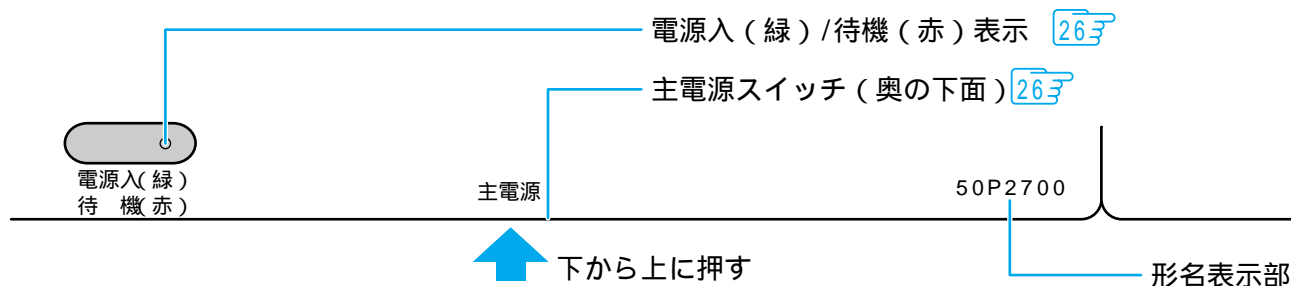 電源入（緑）/待機（赤）表示 26
主電源スイッチ（奥の下面）26
電源入（緑）
待　機（赤）
主電源
50P2700
下から上に押す
形名表示部